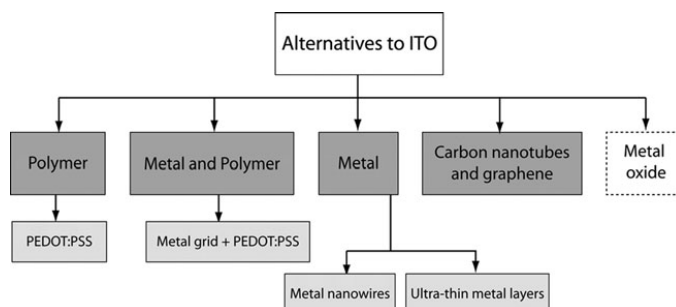 Alternatives to ITO
Polymer
Metal and Polymer
Metal
Carbon nanotubes
and graphene
Metal
oxide
PEDOT:PSS
Metal grid + PEDOT:PSS
Metal nanowires
Ultra-thin metal layers